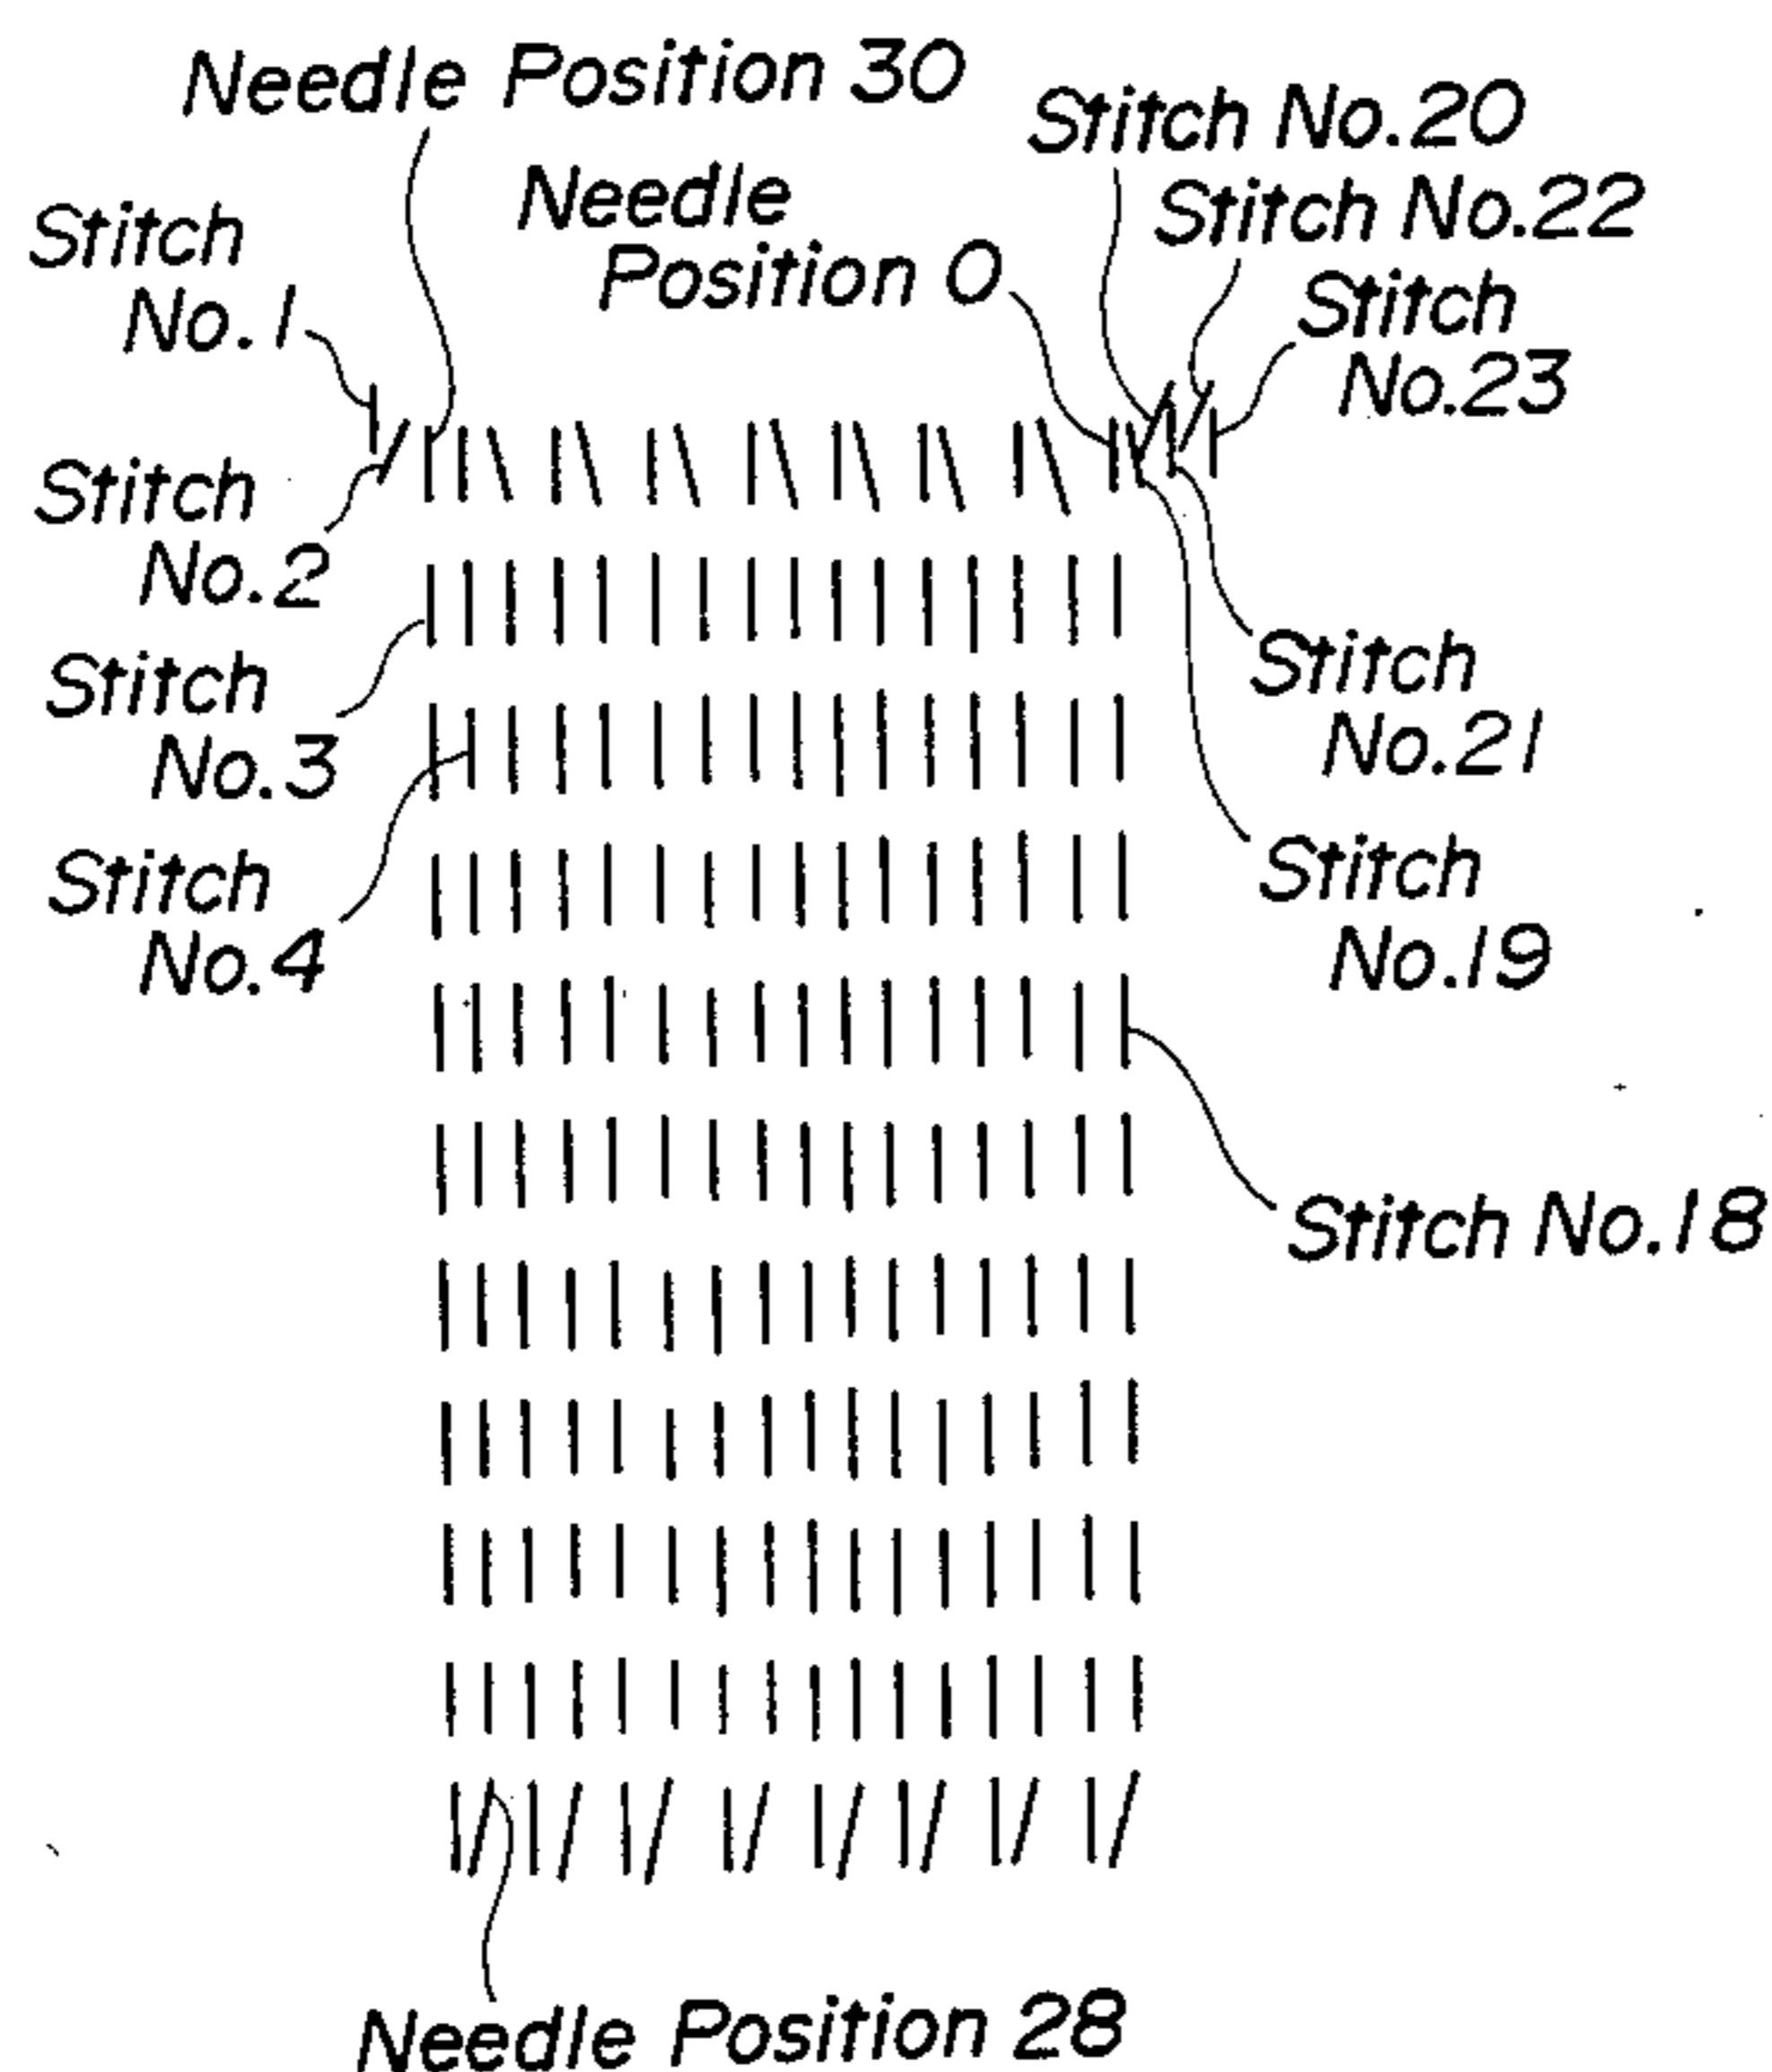 Needle Position 30
Stitch No.20
Needle
Position 0
Stitch No.22
Stitch
No.1
Stitch
No.23
Stitch
No.2
Stitch
No.3
Stitch
No.21
Stitch
No.4
Stitch
No.19
Stitch No.18
Needle Position 28